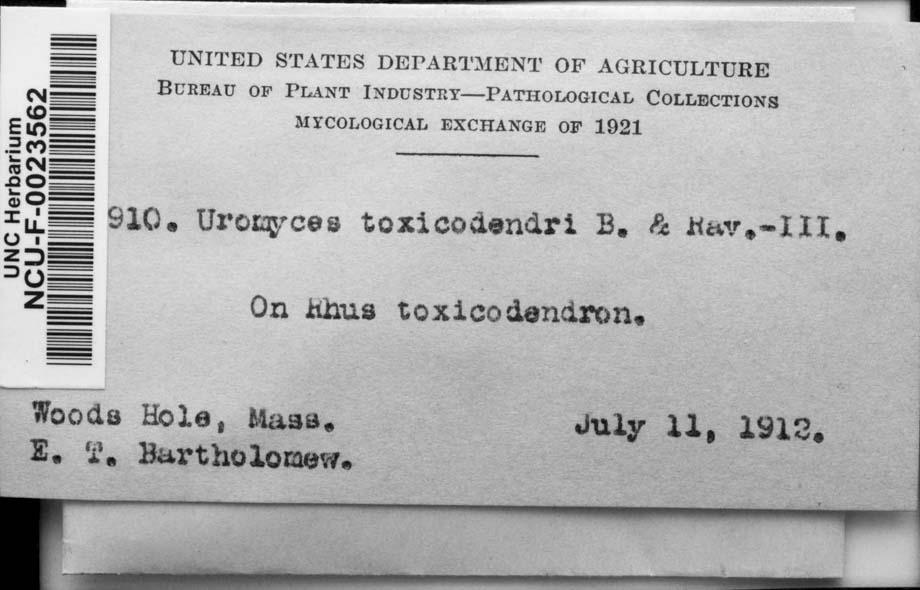 UNC Herbarium
NCU-F-0023562
UNITED STATES DEPARTMENT OF AGRICULTURE
BUREAU OF PLANT INDUSTRY—PATHOLOGICAL COLLECTIONS
MYCOLOGICAL EXCHANGE OF 1921
910. Uromyces toxicodendri B. & Rav.-III.
On Rhus toxicodendron.
Woods Hole, Mass. July 11, 1912.
E. T. Bartholomew.